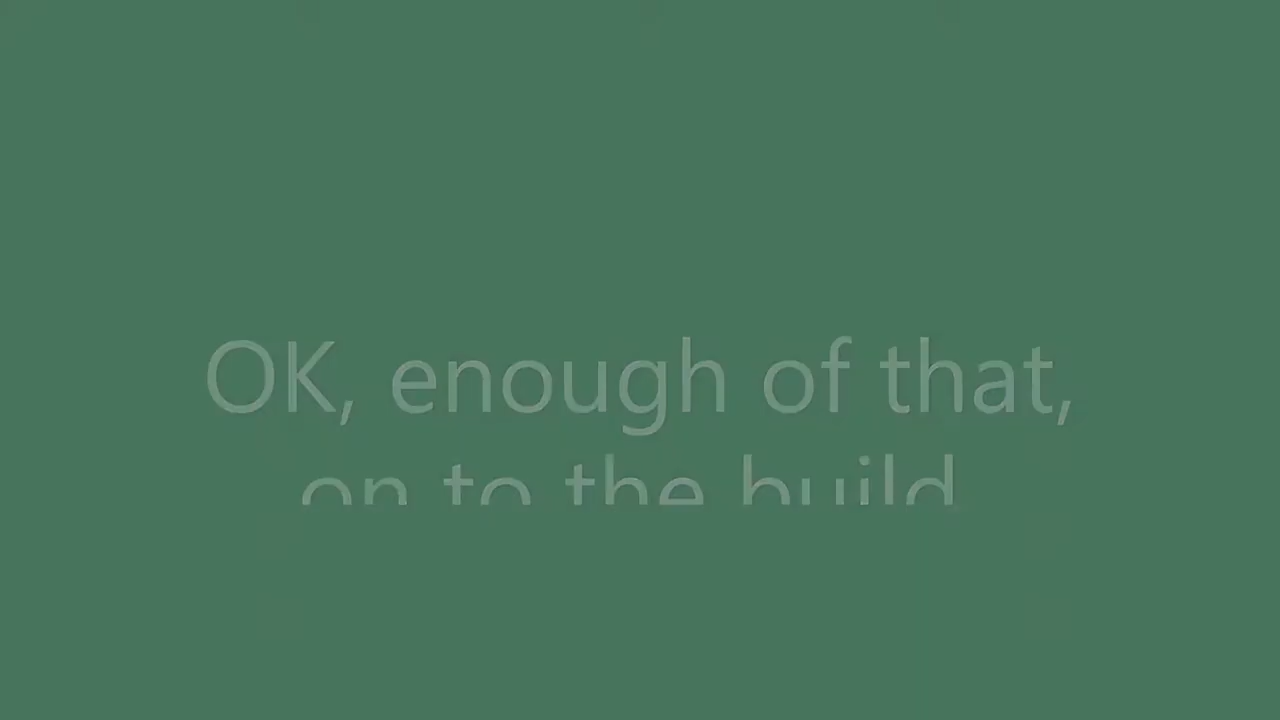 OK, enough of that,
on to the build